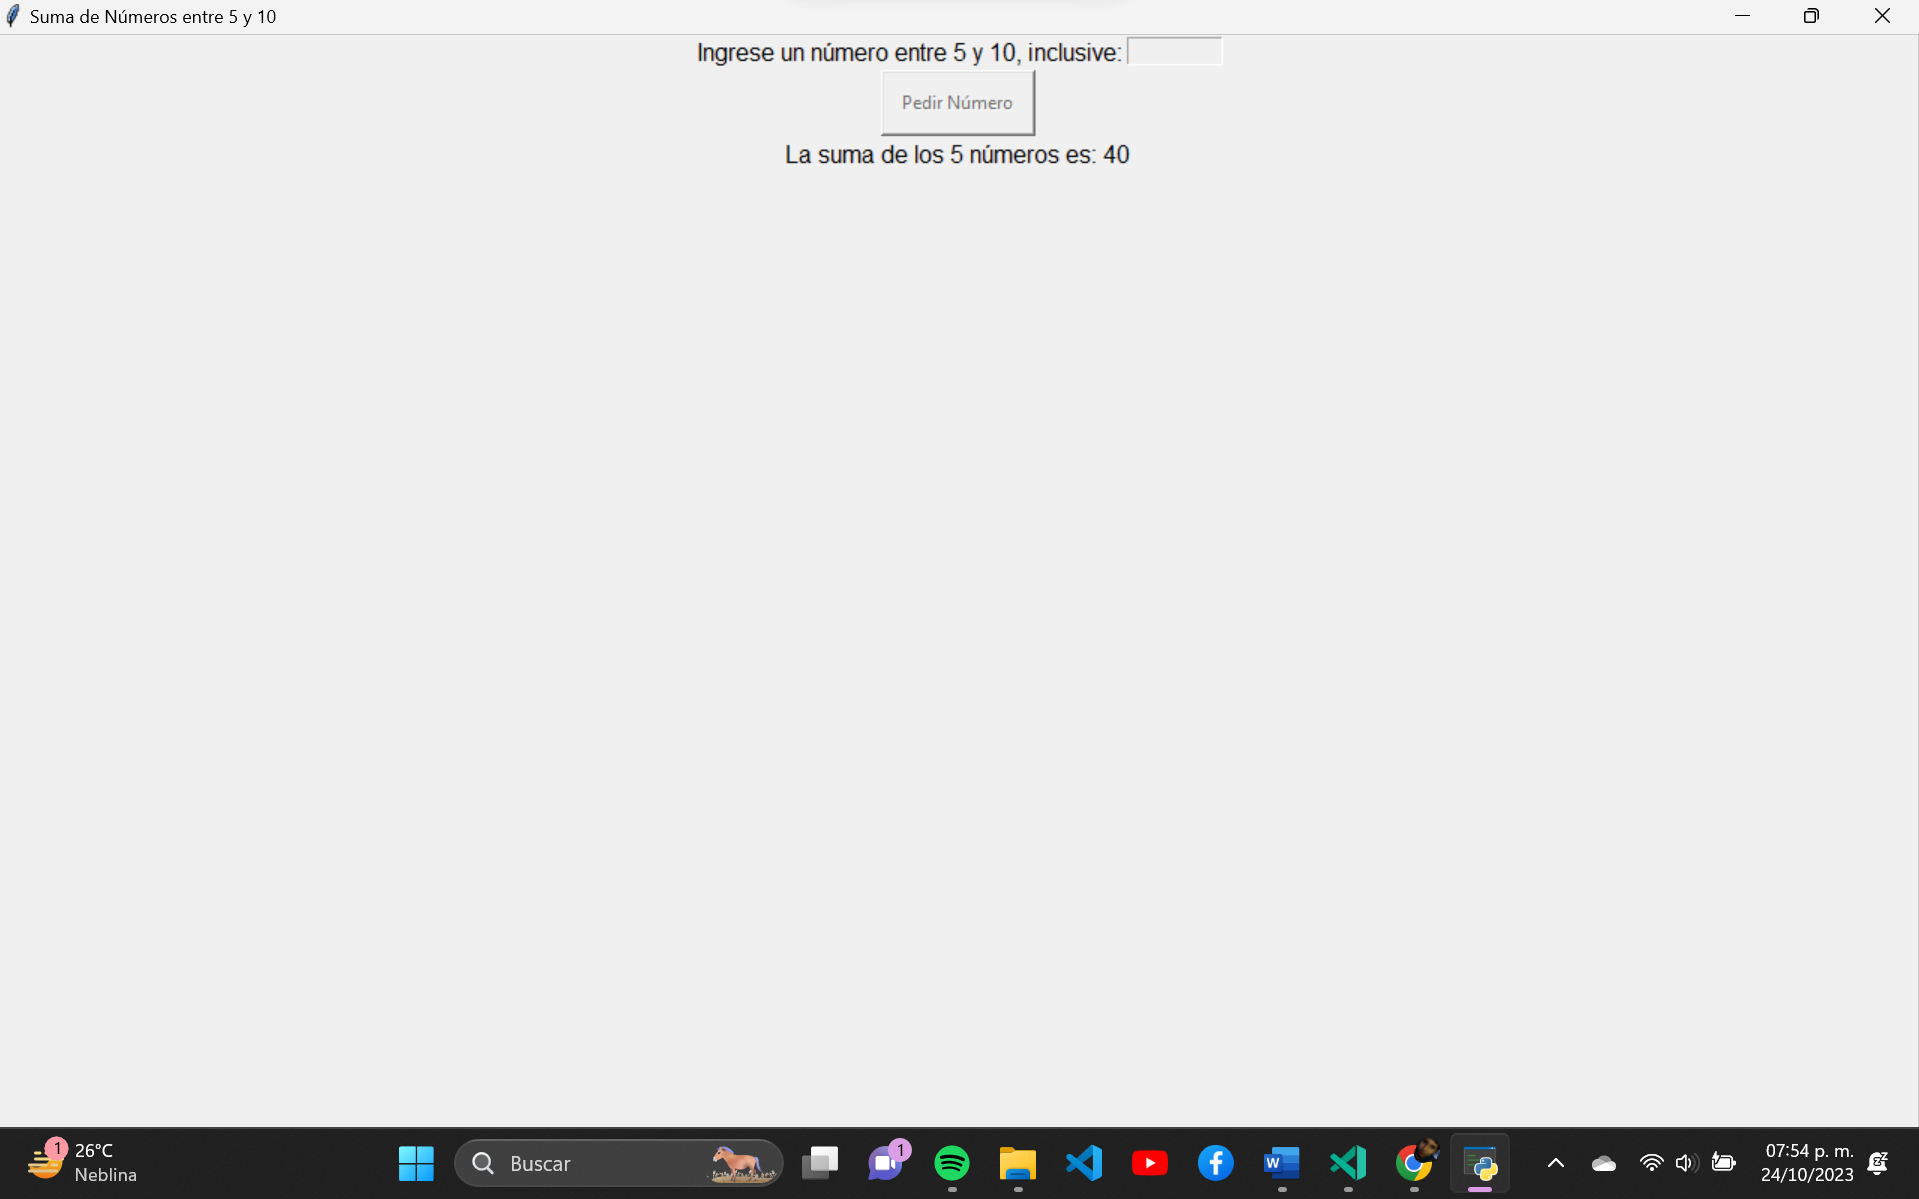 Suma de Números entre 5 y 10
Ingrese un número entre 5 y 10, inclusive:
Pedir Número
La suma de los 5 números es: 40
1
26°C
Neblina
Buscar
1
W
07:54 p. m.
24/10/2023